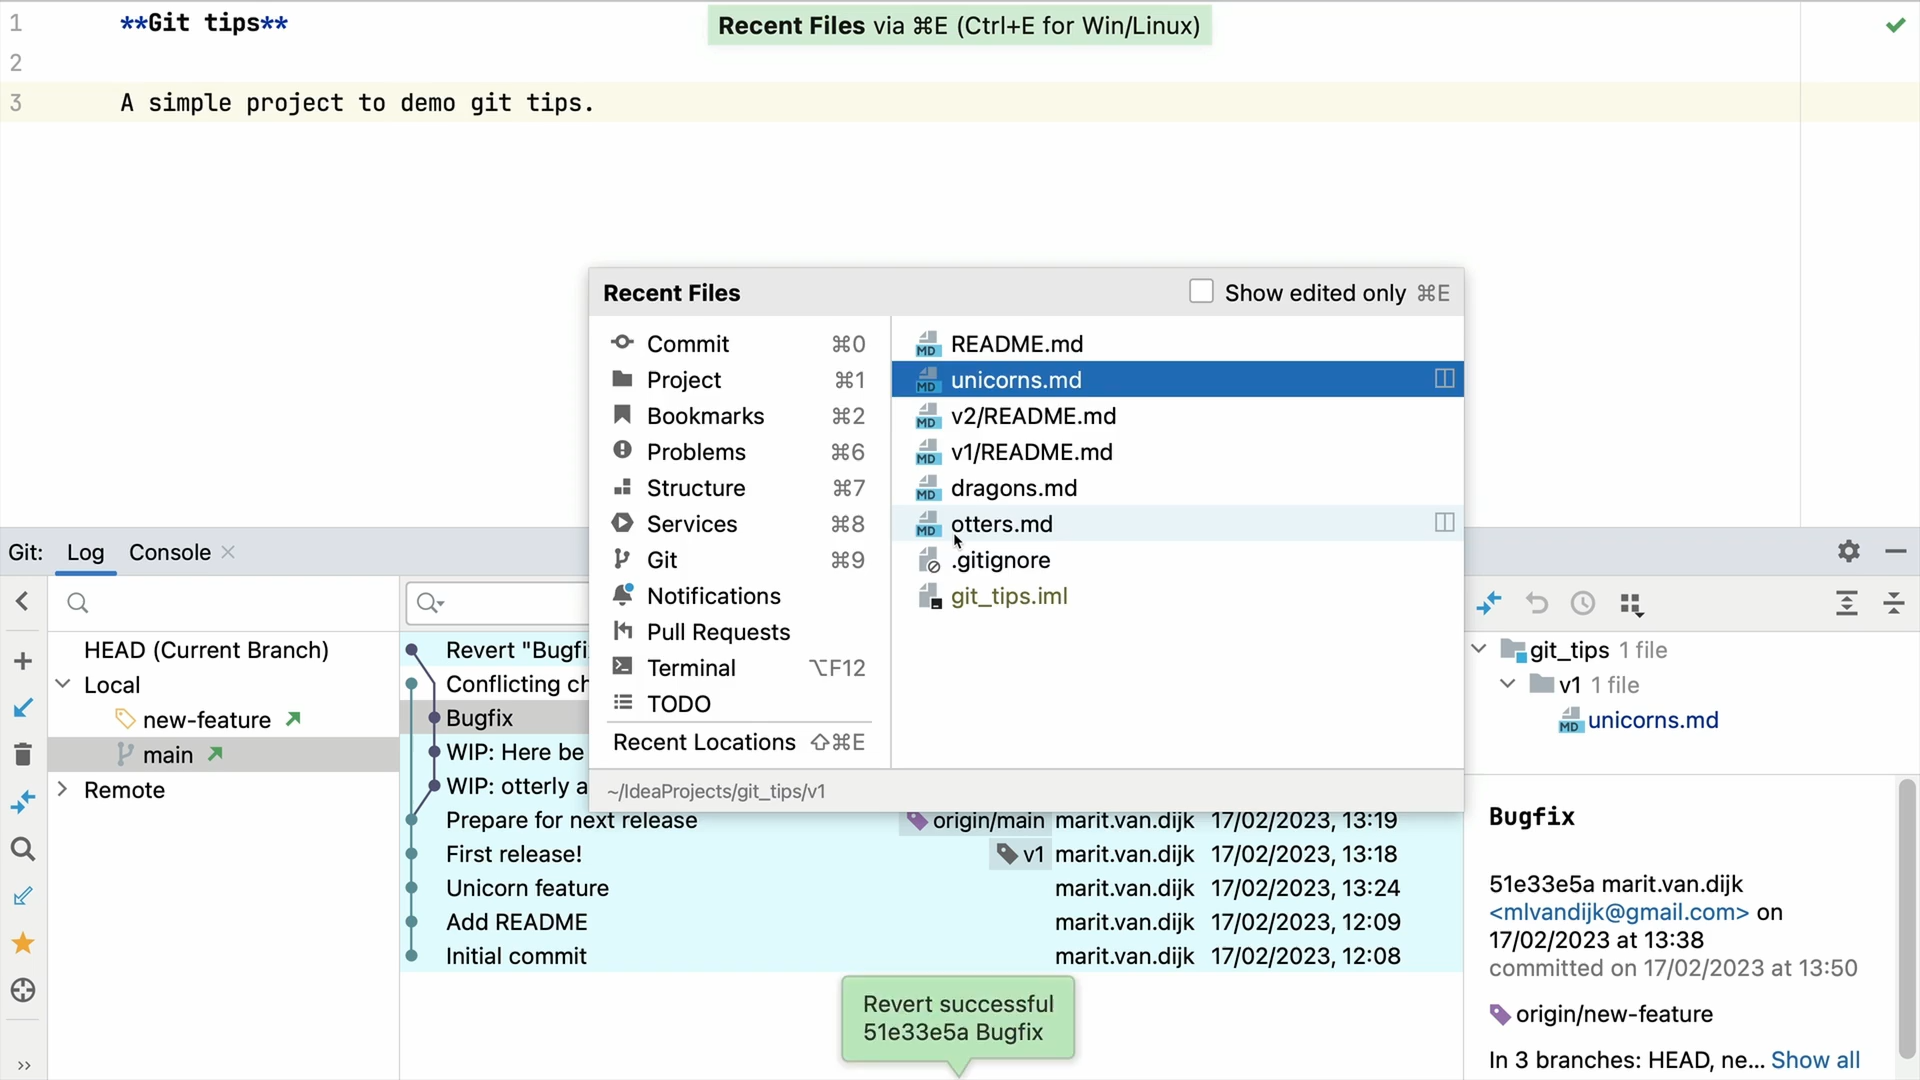 1 **Git tips**
Recent Files via ⌘E (Ctrl+E for Win/Linux)
2
3 A simple project to demo git tips.
Recent Files
Show edited only ⌘E
Commit ⌘0
Project ⌘1
Bookmarks ⌘2
Problems ⌘6
Structure ⌘7
Services ⌘8
Git ⌘9
Notifications
Pull Requests
Terminal ⌥F12
TODO
Recent Locations ⇧⌘E
MD README.md
MD unicorns.md
MD v2/README.md
MD v1/README.md
MD dragons.md
MD otters.md
.gitignore
git_tips.iml
~/IdeaProjects/git_tips/v1
Git: Log Console
HEAD (Current Branch)
Local
new-feature
main
Remote
Revert "Bugfi
Conflicting ch
Bugfix
WIP: Here be
WIP: otterly a
Prepare for next release origin/main marit.van.dijk 17/02/2023, 13:19
First release! v1 marit.van.dijk 17/02/2023, 13:18
Unicorn feature marit.van.dijk 17/02/2023, 13:24
Add README marit.van.dijk 17/02/2023, 12:09
Initial commit marit.van.dijk 17/02/2023, 12:08
Revert successful
51e33e5a Bugfix
git_tips 1 file
v1 1 file
MD unicorns.md
Bugfix
51e33e5a marit.van.dijk
<mlvandijk@gmail.com> on
17/02/2023 at 13:38
committed on 17/02/2023 at 13:50
origin/new-feature
In 3 branches: HEAD, ne... Show all